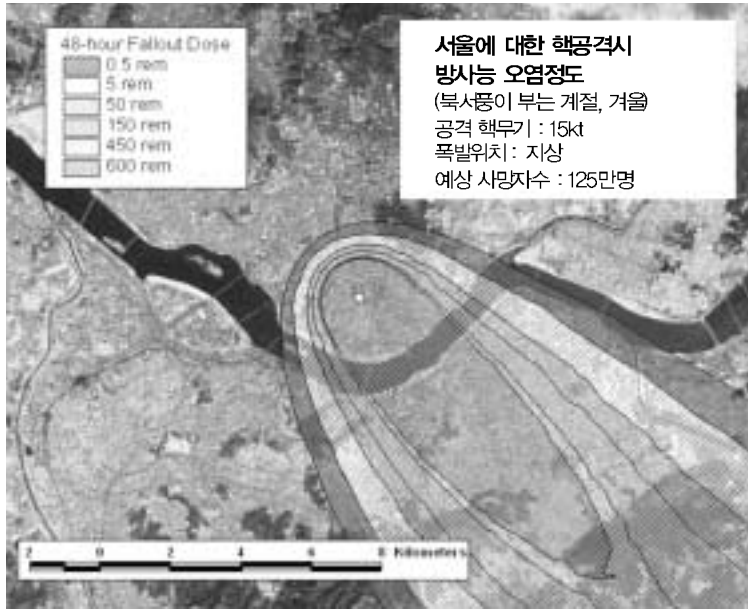 48-hour Fallout Dose
0.5 rem
5 rem
50 rem
150 rem
450 rem
600 rem
서울에 대한 핵공격시
방사능 오염정도
(북서풍이 부는 계절, 겨울)
공격 핵무기 : 15kt
폭발위치 : 지상
예상 사망자수 : 125만명
2 0 2 4 6 8 Kilometers